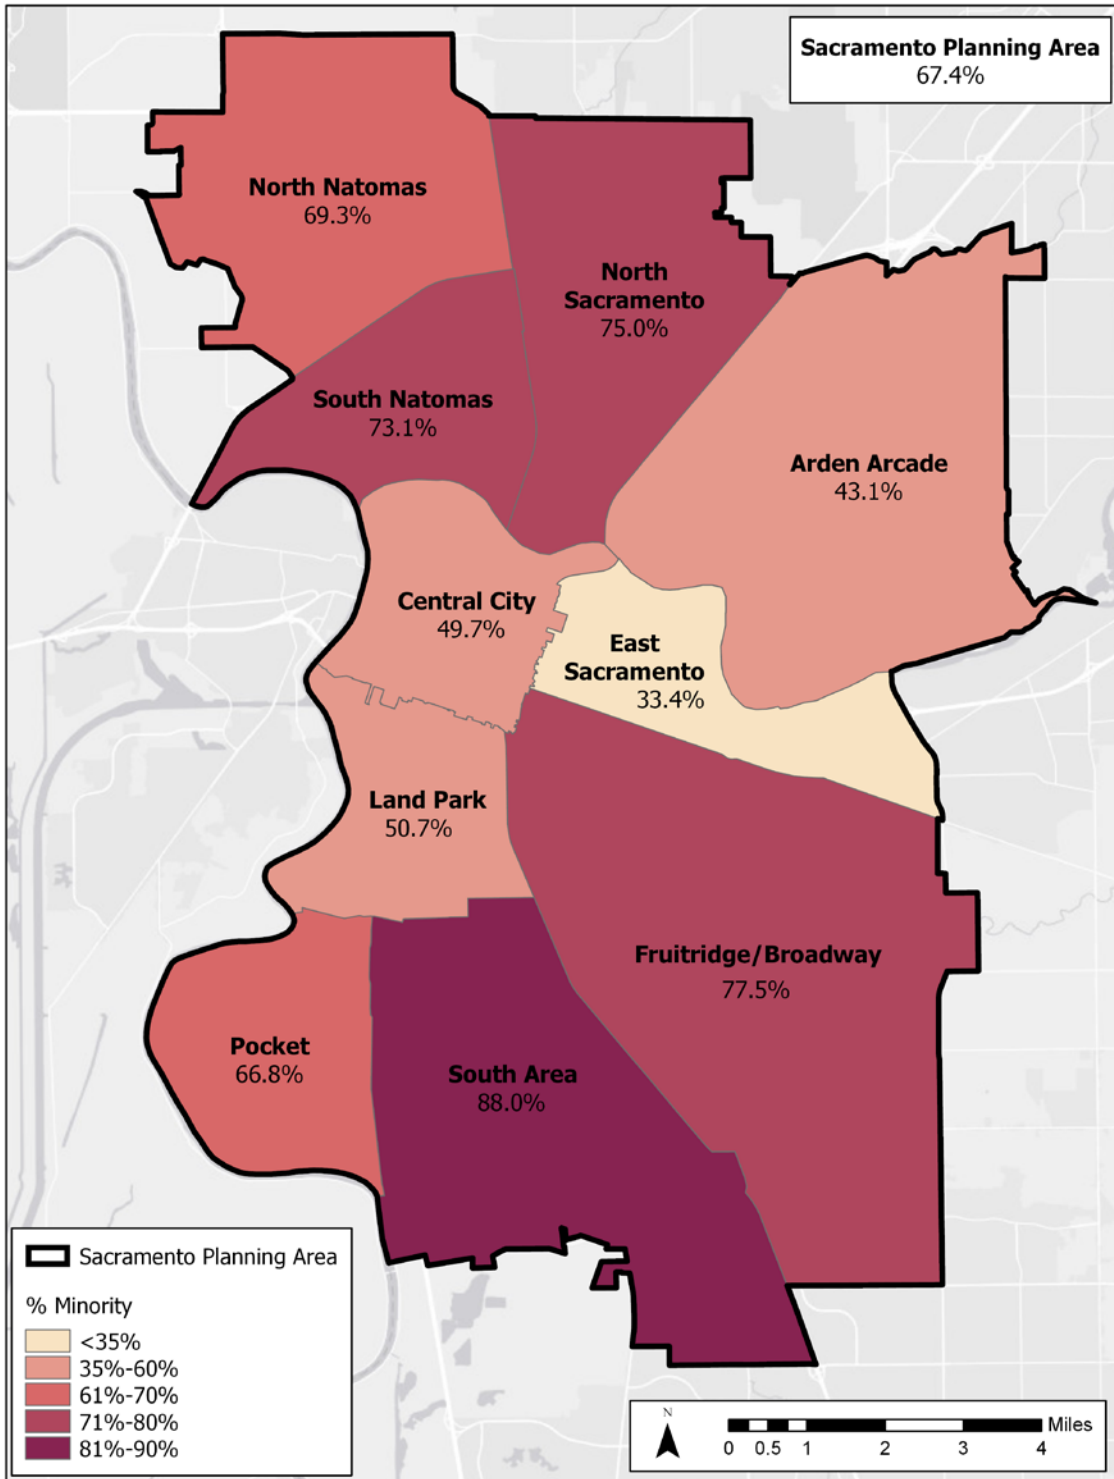 Sacramento Planning Area
67.4%
North Natomas
69.3%
North
Sacramento
75.0%
South Natomas
73.1%
Arden Arcade
43.1%
Central City
49.7%
East
Sacramento
33.4%
Land Park
50.7%
Fruitridge/Broadway
77.5%
Pocket
66.8%
South Area
88.0%
Sacramento Planning Area
% Minority
<35%
35%-60%
61%-70%
71%-80%
81%-90%
N
Miles
0 0.5 1 2 3 4